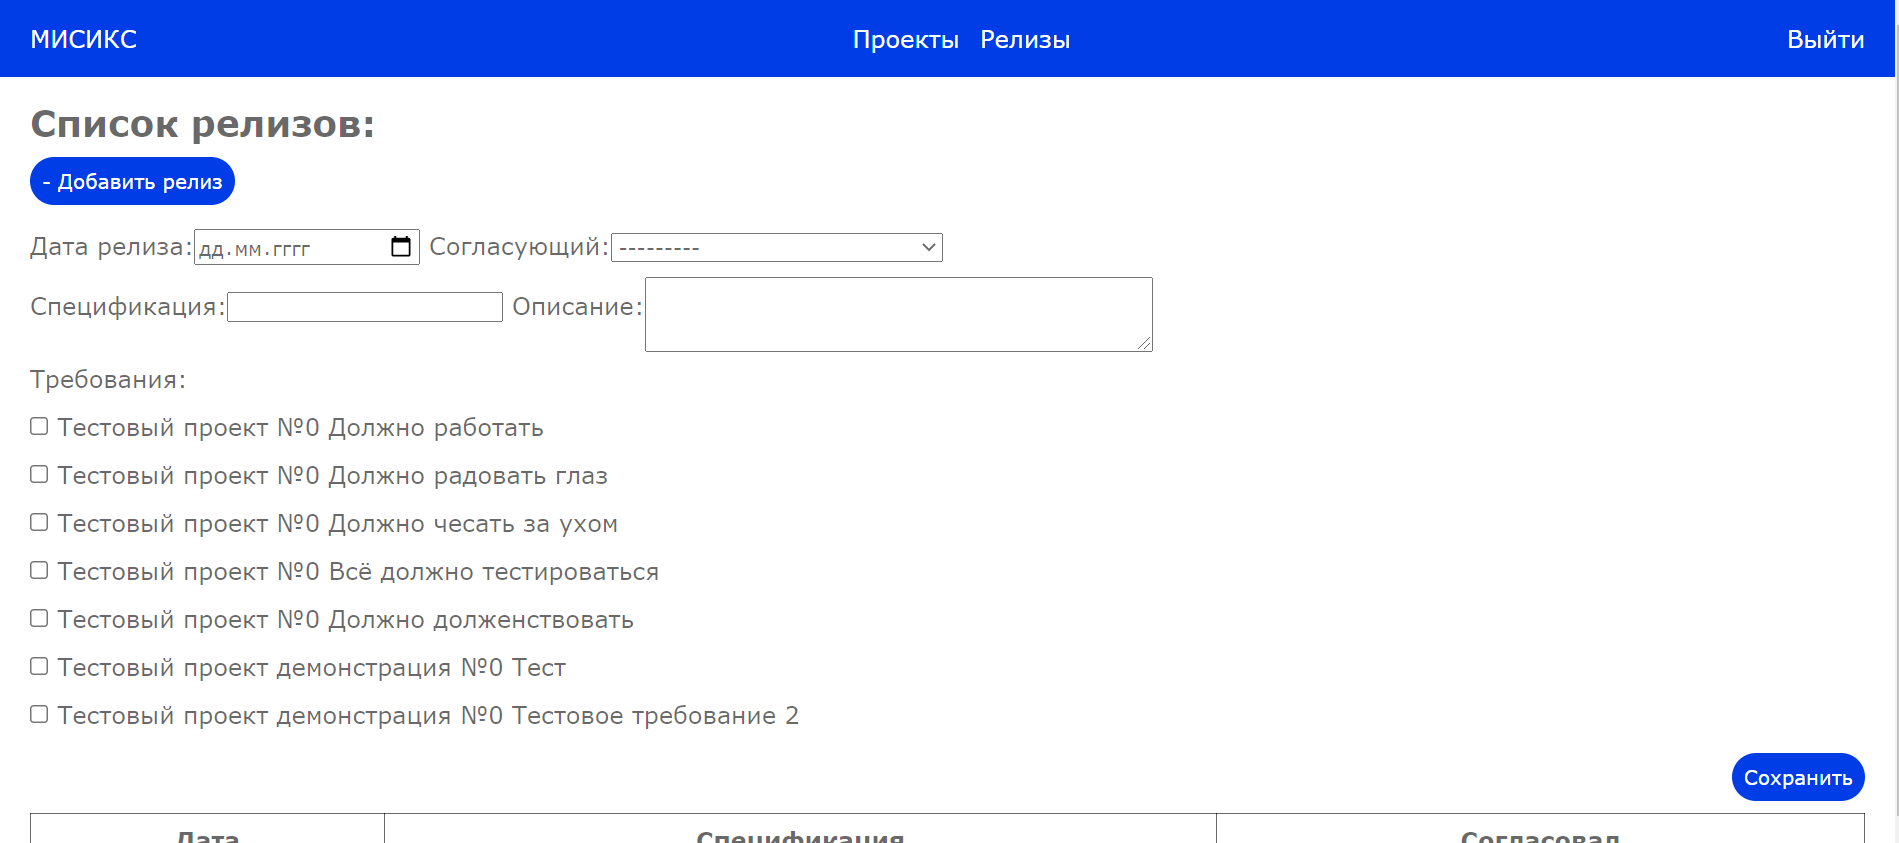 МИСИКС Проекты Релизы Выйти
Список релизов:
- Добавить релиз
Дата релиза: дд.мм.гггг Согласующий: ---------
Спецификация: Описание:
Требования:
Тестовый проект №0 Должно работать
Тестовый проект №0 Должно радовать глаз
Тестовый проект №0 Должно чесать за ухом
Тестовый проект №0 Всё должно тестироваться
Тестовый проект №0 Должно долженствовать
Тестовый проект демонстрация №0 Тест
Тестовый проект демонстрация №0 Тестовое требование 2
Сохранить
Дата Спецификация Согласовал